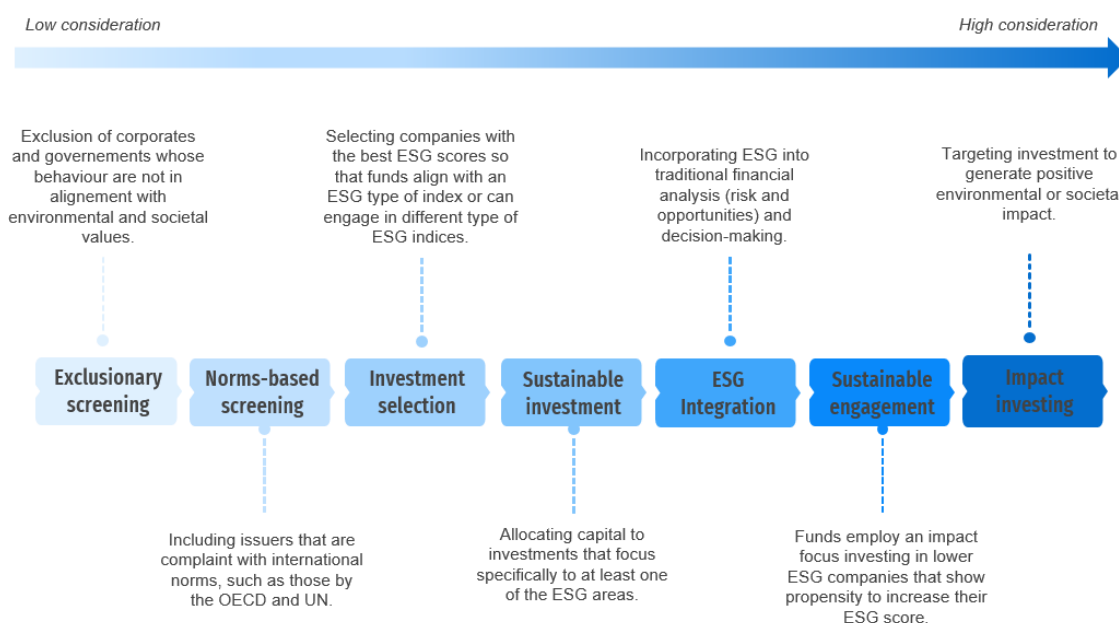 Low consideration
High consideration
Exclusion of corporates
and governements whose
behaviour are not in
alignement with
environmental and societal
values.
Selecting companies with
the best ESG scores so
that funds align with an
ESG type of index or can
engage in different type of
ESG indices.
Incorporating ESG into
traditional financial
analysis (risk and
opportunities) and
decision-making.
Targeting investment to
generate positive
environmental or societa
impact.
Exclusionary
screening
Norms-based
screening
Investment
selection
Sustainable
investment
ESG
Integration
Sustainable
engagement
Impact
investing
Including issuers that are
complaint with international
norms, such as those by
the OECD and UN.
Allocating capital to
investments that focus
specifically to at least one
of the ESG areas.
Funds employ an impact
focus investing in lower
ESG companies that show
propensity to increase their
ESG score.